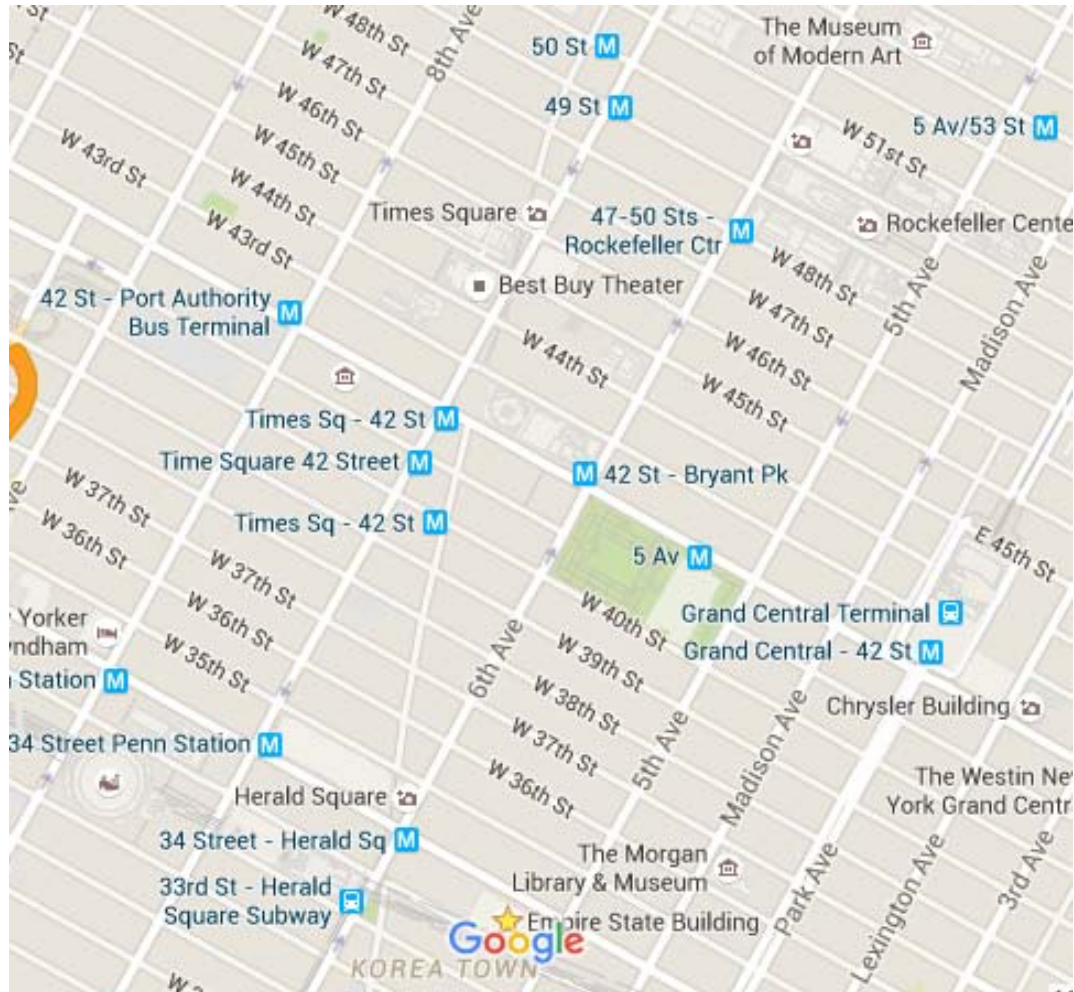 St
W 48th St
8th Ave
50 St M
The Museum
of Modern Art
W 47th St
W 46th St
49 St M
5 Av/53 St M
W 51st St
W 45th St
W 43rd St
W 44th St
Times Square
47-50 Sts -
Rockefeller Ctr M
Rockefeller Cente
W 43rd St
W 48th St
5th Ave
Madison Ave
Best Buy Theater
42 St - Port Authority
Bus Terminal M
W 47th St
W 44th St
W 46th St
W 45th St
Times Sq - 42 St M
Time Square 42 Street M
M 42 St - Bryant Pk
W 37th St
Times Sq - 42 St M
W 36th St
E 45th St
5 Av M
W 37th St
W 36th St
W 40th St
Grand Central Terminal
Yorker
ndham
W 35th St
6th Ave
W 39th St
Grand Central - 42 St M
Station M
W 38th St
Chrysler Building
34 Street Penn Station M
W 37th St
5th Ave
Madison Ave
W 36th St
The Westin Ne
York Grand Centr
Herald Square
34 Street - Herald Sq M
The Morgan
Library & Museum
Park Ave
Lexington Ave
3rd Ave
33rd St - Herald
Square Subway
Empire State Building
Google
KOREA TOWN